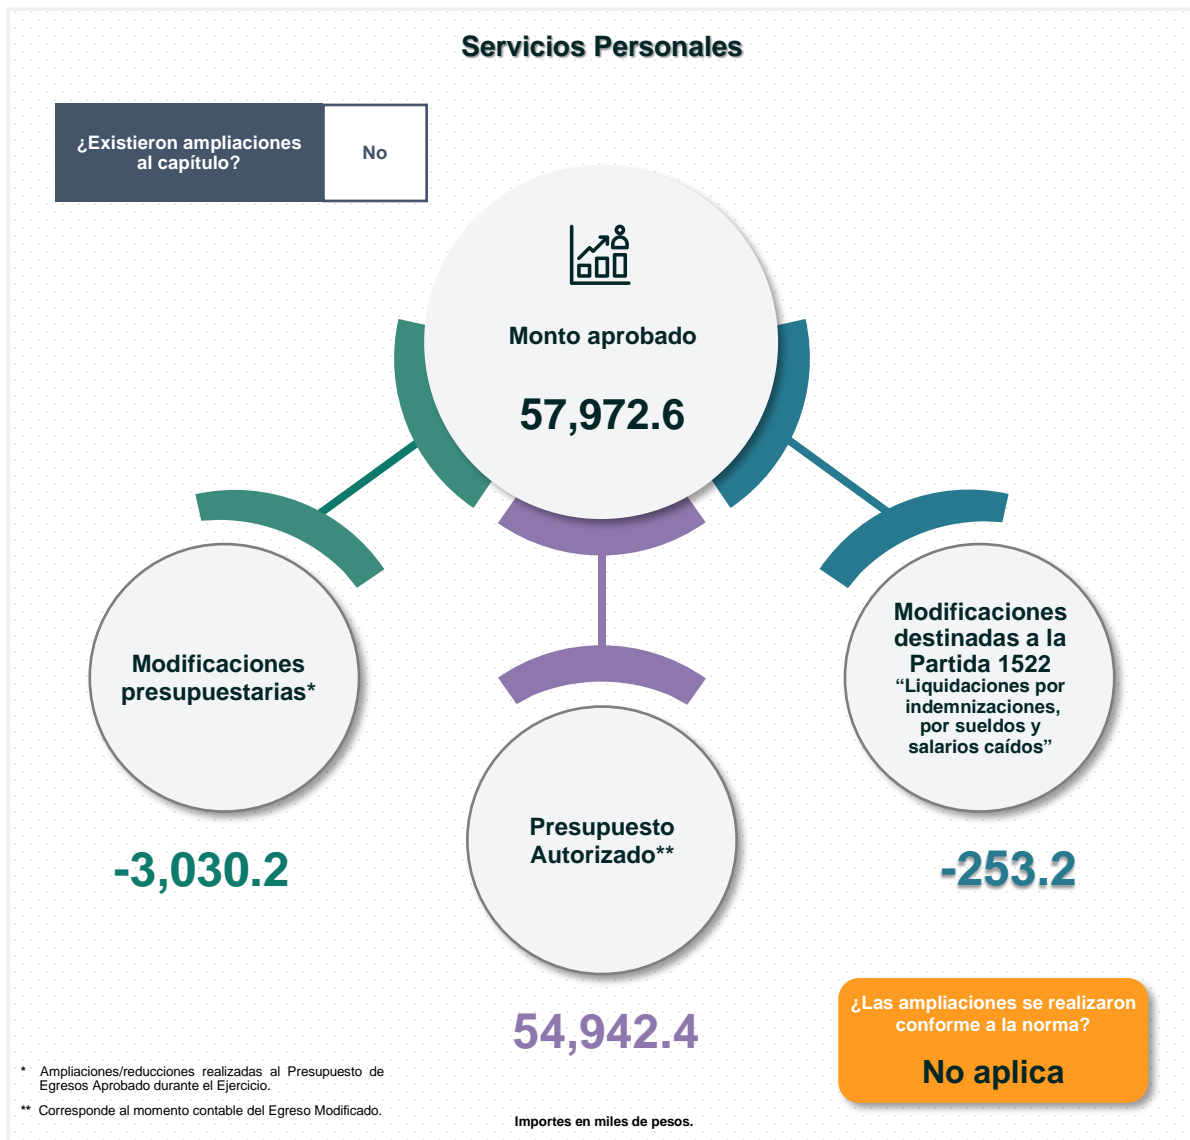 Servicios Personales
¿Existieron ampliaciones
al capítulo?
No
Monto aprobado
57,972.6
Modificaciones
presupuestarias*
-3,030.2
Presupuesto
Autorizado**
54,942.4
Modificaciones
destinadas a la
Partida 1522
“Liquidaciones por
indemnizaciones,
por sueldos y
salarios caídos”
-253.2
¿Las ampliaciones se realizaron
conforme a la norma?
No aplica
* Ampliaciones/reducciones realizadas al Presupuesto de
Egresos Aprobado durante el Ejercicio.
** Corresponde al momento contable del Egreso Modificado.
Importes en miles de pesos.